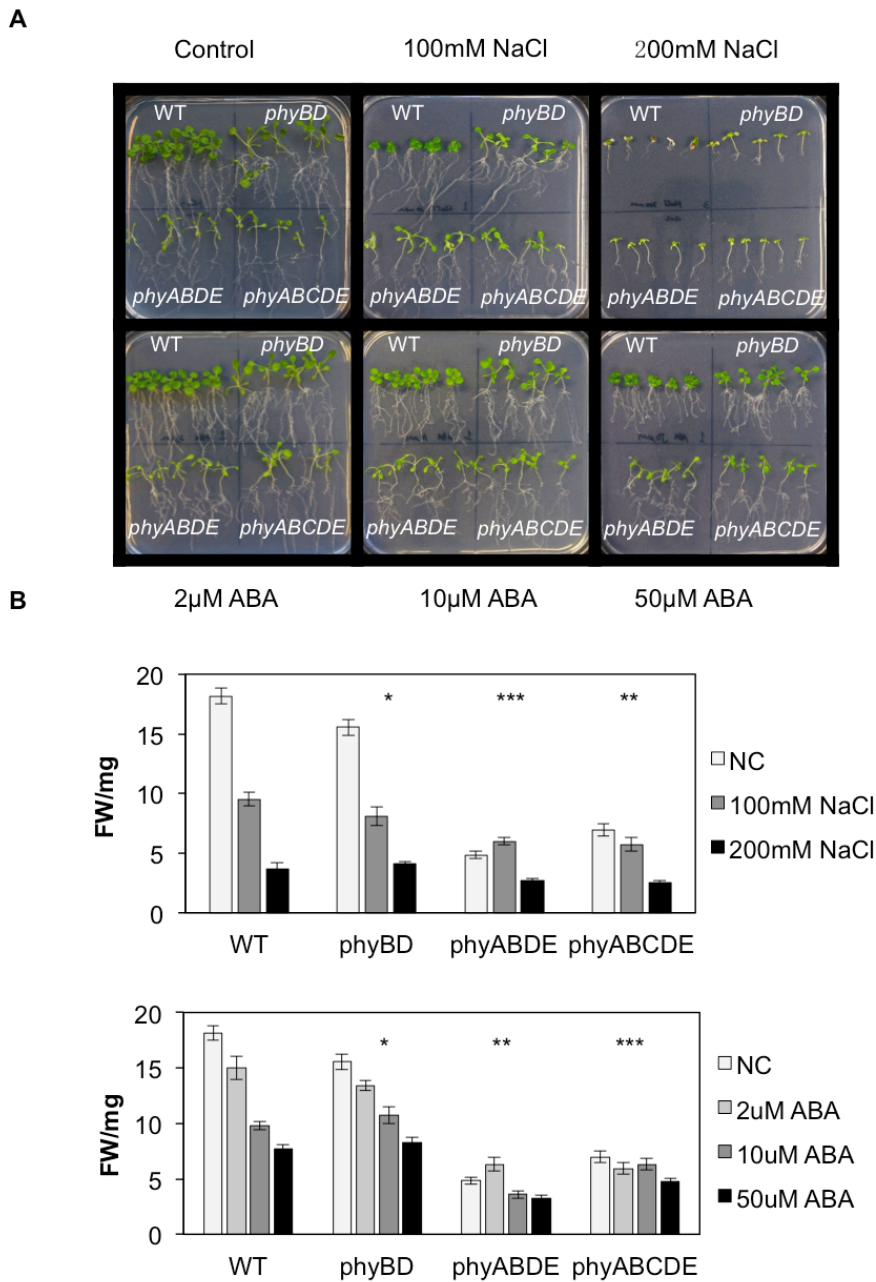 A
Control 100mM NaCl 200mM NaCl
WT phyBD WT phyBD WT phyBD
phyABDE phyABCDE phyABDE phyABCDE phyABDE phyABCDE
WT phyBD WT phyBD WT phyBD
phyABDE phyABCDE phyABDE phyABCDE phyABDE phyABCDE
B
2µM ABA 10µM ABA 50µM ABA
20
15
10
5
0
FW/mg
* *** **
WT phyBD phyABDE phyABCDE
NC
100mM NaCl
200mM NaCl
20
15
10
5
0
FW/mg
* ** ***
WT phyBD phyABDE phyABCDE
NC
2uM ABA
10uM ABA
50uM ABA